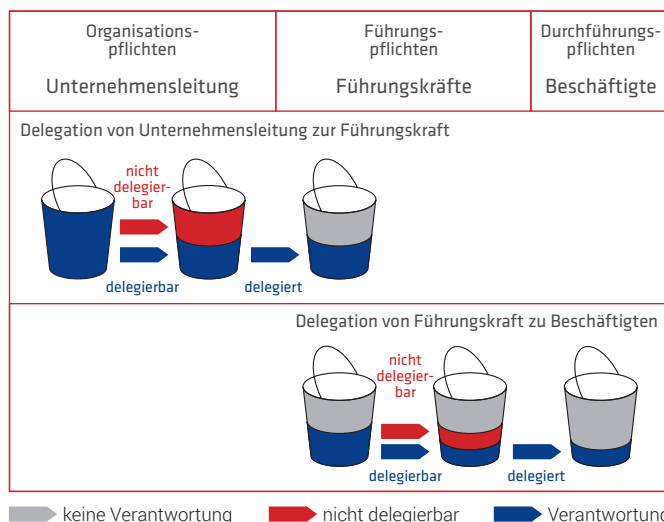 Organisations-
pflichten
Unternehmensleitung
Führungs-
pflichten
Führungskräfte
Durchführungs-
pflichten
Beschäftigte
Delegation von Unternehmensleitung zur Führungskraft
nicht
delegier-
bar
delegierbar
delegiert
Delegation von Führungskraft zu Beschäftigten
nicht
delegier-
bar
delegierbar
delegiert
keine Verantwortung
nicht delegierbar
Verantwortung